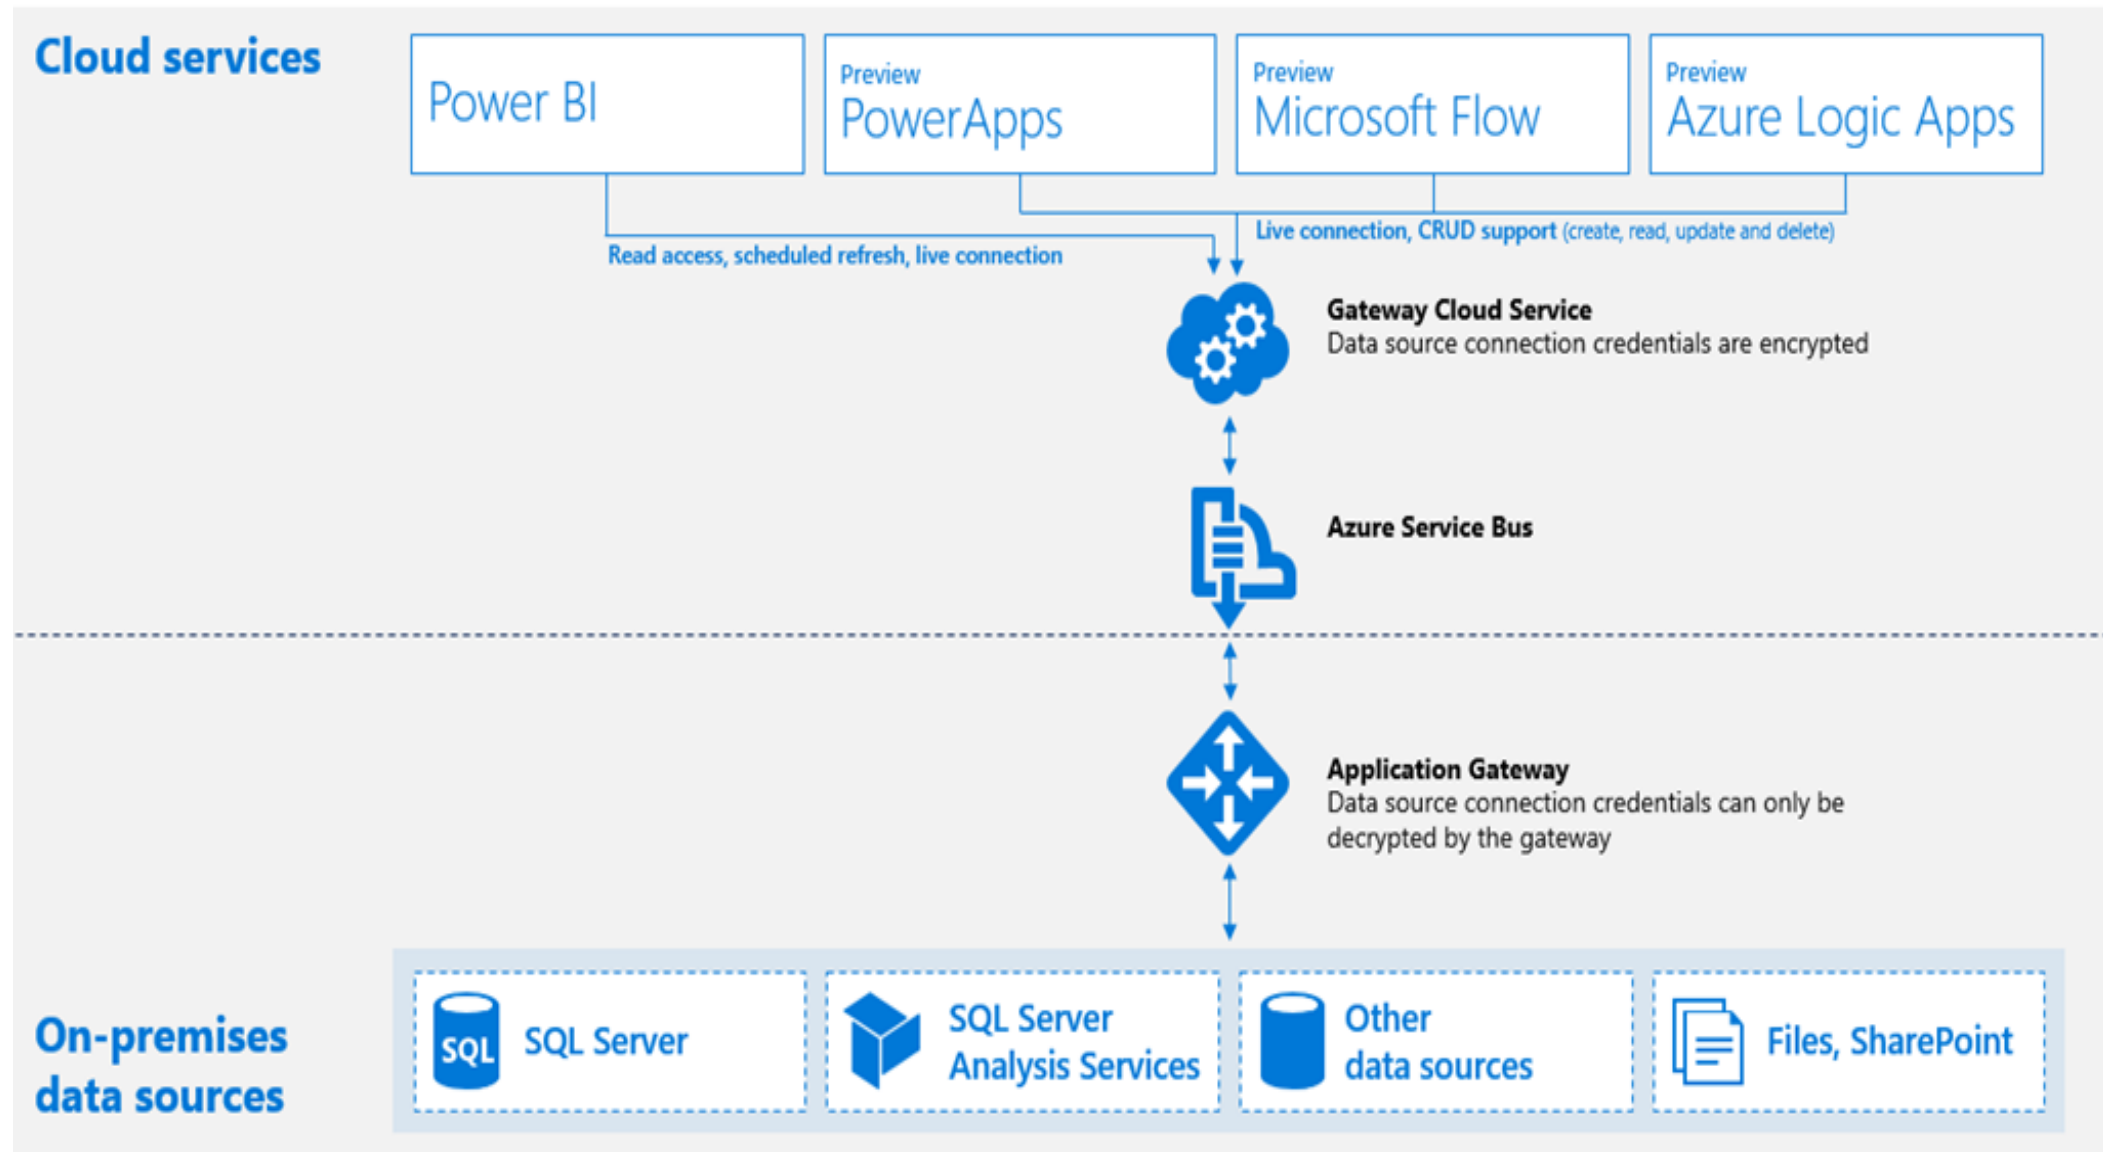 Cloud services
Power BI
Preview
PowerApps
Preview
Microsoft Flow
Preview
Azure Logic Apps
Live connection, CRUD support (create, read, update and delete)
Read access, scheduled refresh, live connection
Gateway Cloud Service
Data source connection credentials are encrypted
Azure Service Bus
Application Gateway
Data source connection credentials can only be
decrypted by the gateway
On-premises
data sources
SQL
SQL Server
SQL Server
Analysis Services
Other
data sources
Files, SharePoint